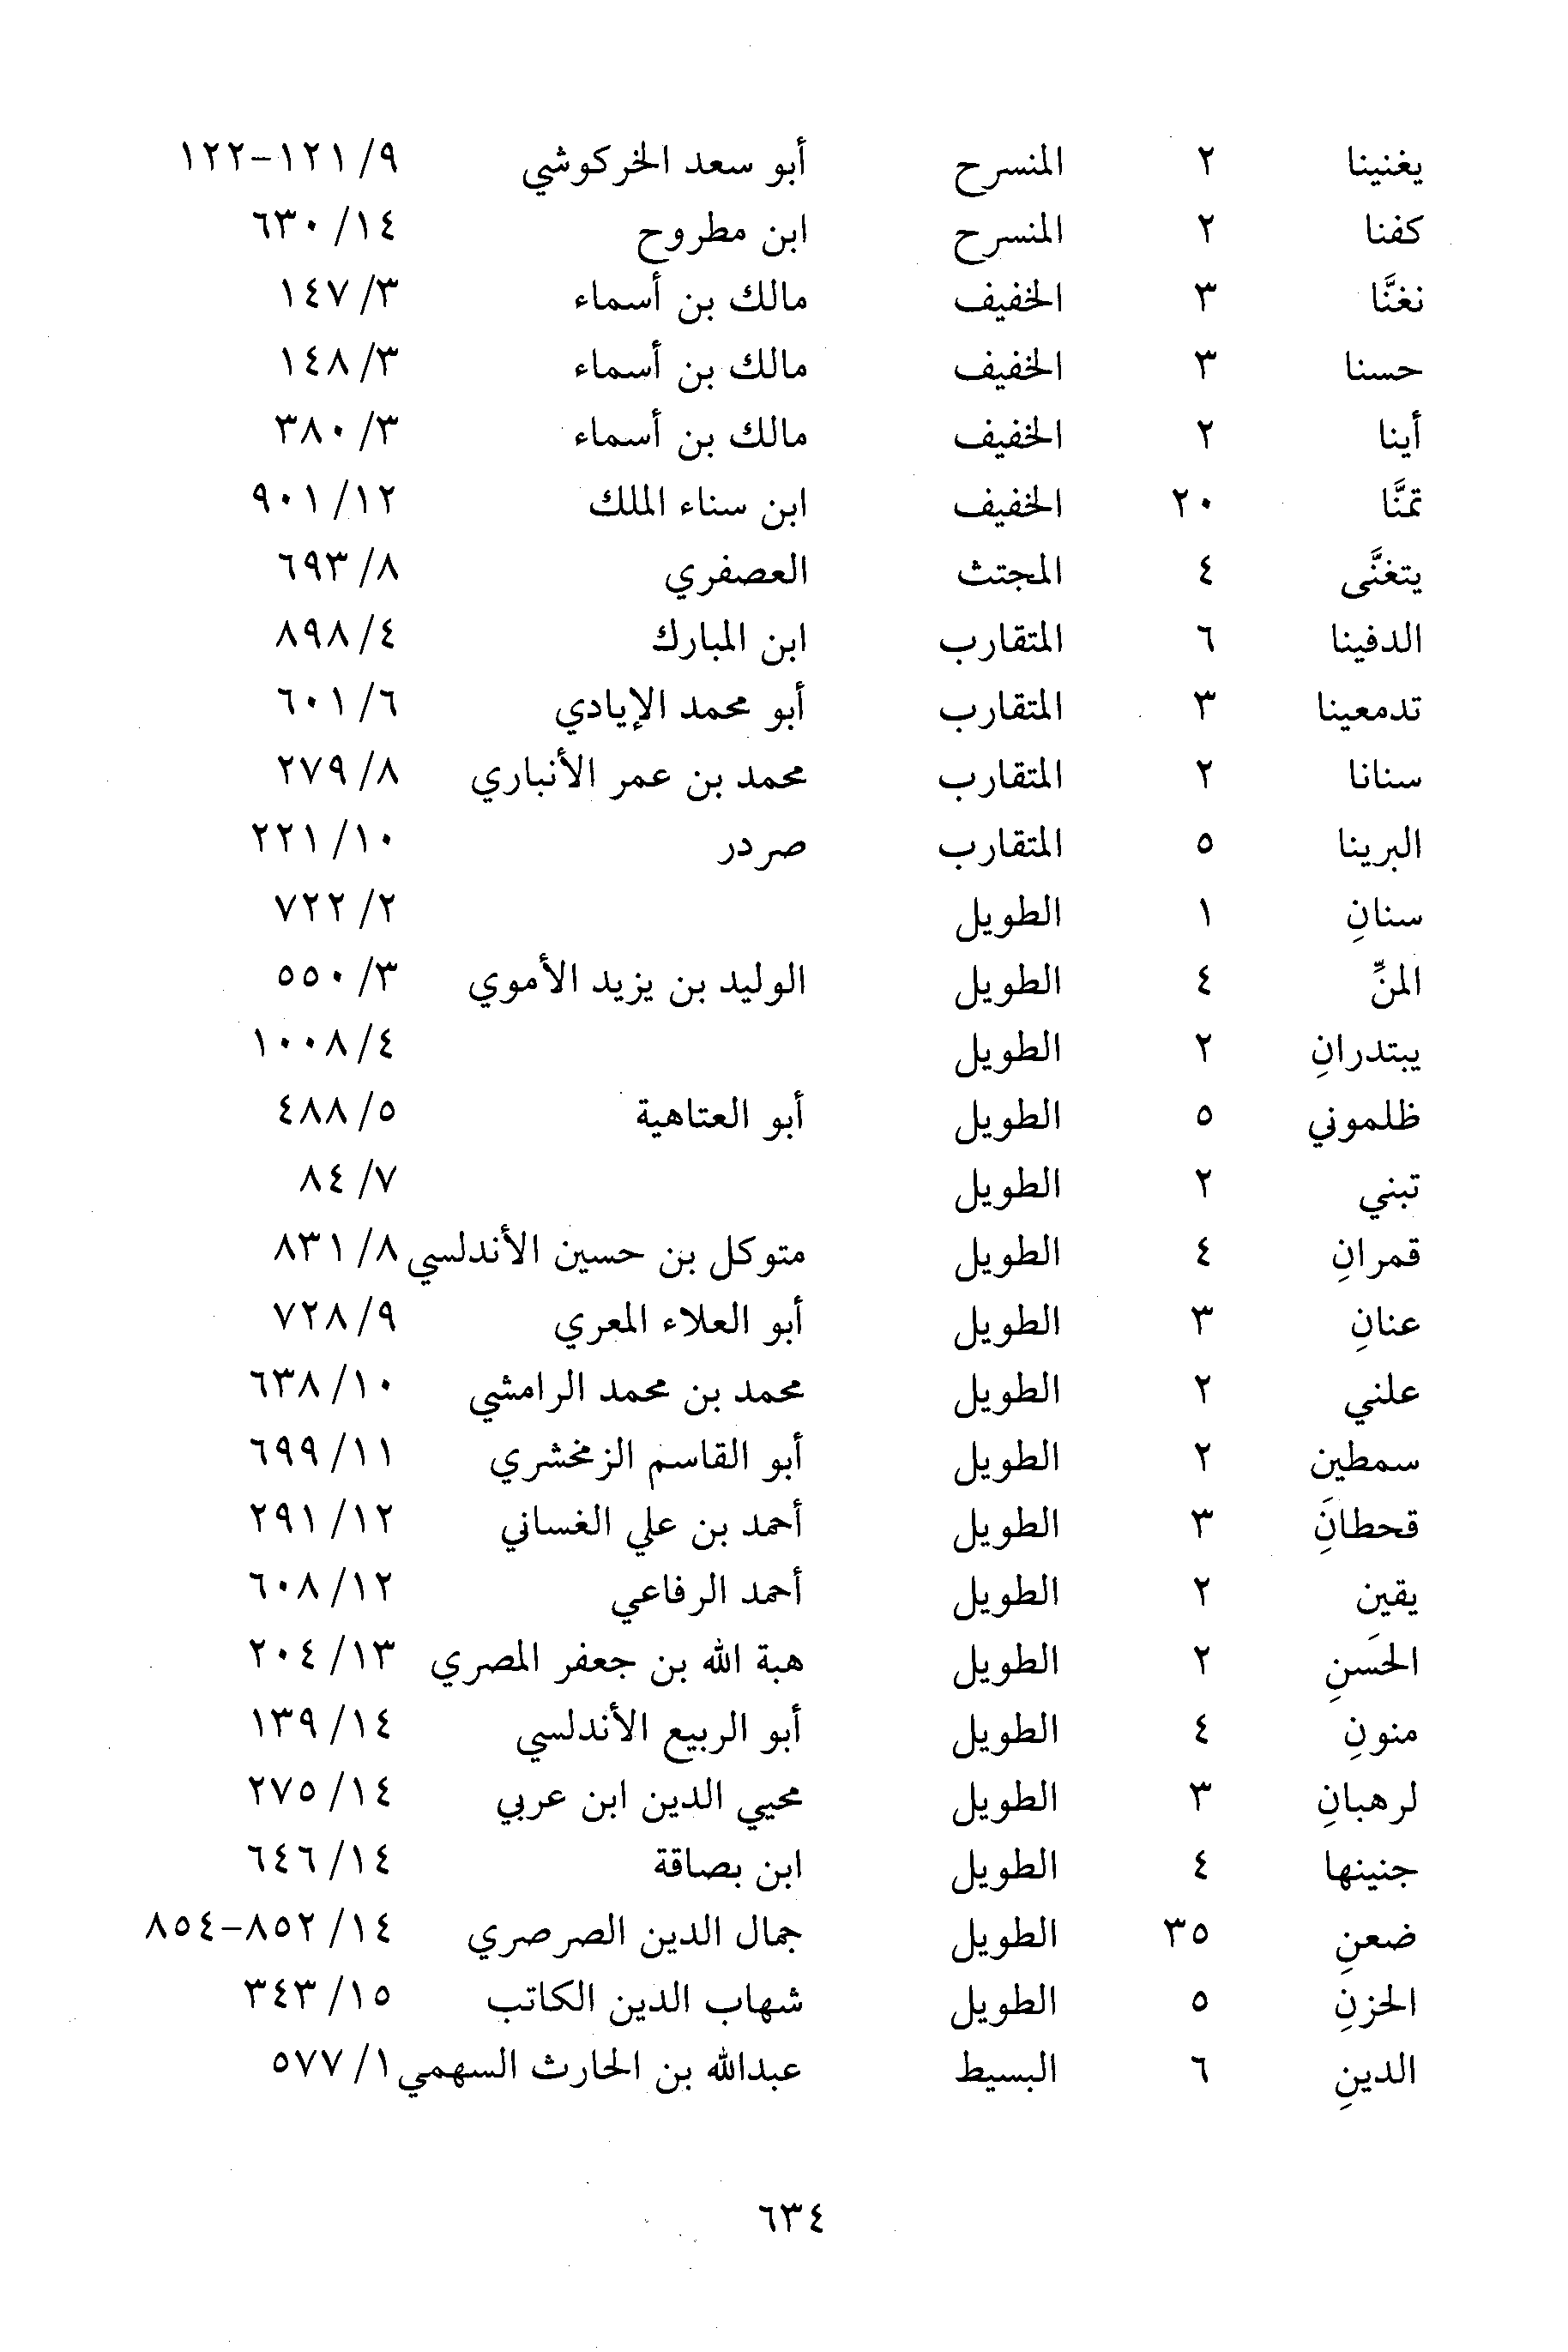 يغنينا ٢ المنسرح أبو سعد الخركوشي ٩/ ١٢١-١٢٢
كفنا ٢ المنسرح ابن مطروح ١٤/ ٦٣٠
نغنَّا ٣ الخفيف مالك بن أسماء ٣/ ١٤٧
حسنا ٣ الخفيف مالك بن أسماء ٣/ ١٤٨
أينا ٢ الخفيف مالك بن أسماء ٣/ ٣٨٠
تمنَّا ٢٠ الخفيف ابن سناء الملك ١٢/ ٩٠١
يتغنَّى ٤ المجتث العصفري ٨/ ٦٩٣
الدفينا ٦ المتقارب ابن المبارك ٤/ ٨٩٨
تدمعينا ٣ المتقارب أبو محمد الإيادي ٦/ ٦٠١
سنانا ٢ المتقارب محمد بن عمر الأنباري ٨/ ٢٧٩
البرينا ٥ المتقارب صردر ١٠/ ٢٢١
سنانِ ١ الطويل ٢/ ٧٢٢
المنِّ ٤ الطويل الوليد بن يزيد الأموي ٣/ ٥٥٠
يبتدرانِ ٢ الطويل ٤/ ١٠٠٨
ظلموني ٥ الطويل أبو العتاهية ٥/ ٤٨٨
تبني ٢ الطويل ٧/ ٨٤
قمرانِ ٤ الطويل متوكل بن حسين الأندلسي ٨/ ٨٣١
عنانِ ٣ الطويل أبو العلاء المعري ٩/ ٧٢٨
علني ٢ الطويل محمد بن محمد الرامشي ١٠/ ٦٣٨
سمطين ٢ الطويل أبو القاسم الزمخشري ١١/ ٦٩٩
قحطانَِ ٣ الطويل أحمد بن علي الغساني ١٢/ ٢٩١
يقين ٢ الطويل أحمد الرفاعي ١٢/ ٦٠٨
الحَسنِ ٢ الطويل هبة الله بن جعفر المصري ١٣/ ٢٠٤
منونِ ٤ الطويل أبو الربيع الأندلسي ١٤/ ١٣٩
لرهبانِ ٣ الطويل محيي الدين ابن عربي ١٤/ ٢٧٥
جنينها ٤ الطويل ابن بصاقة ١٤/ ٦٤٦
ضعنِ ٣٥ الطويل جمال الدين الصرصري ١٤/ ٨٥٢-٨٥٤
الحزنِ ٥ الطويل شهاب الدين الكاتب ١٥/ ٣٤٣
الدينِ ٦ البسيط عبدالله بن الحارث السهمي ١/ ٥٧٧
٦٣٤